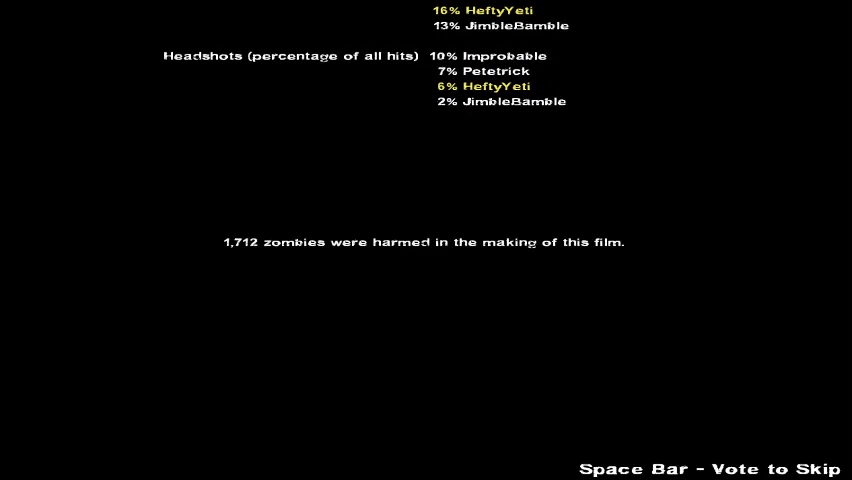 16% HeftyYeti
13% JimbleBamble
Headshots (percentage of all hits) 10% Improbable
7% Petetrick
6% HeftyYeti
2% JimbleBamble
1,712 zombies were harmed in the making of this film.
Space Bar - Vote to Skip